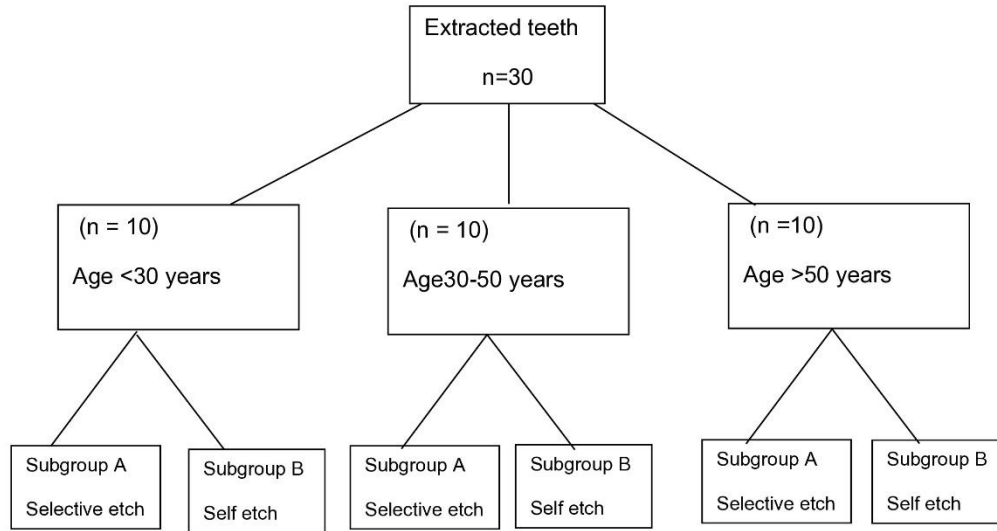 Extracted teeth
n=30
(n = 10)
Age <30 years
(n = 10)
Age30-50 years
(n =10)
Age >50 years
Subgroup A
Selective etch
Subgroup B
Self etch
Subgroup A
Selective etch
Subgroup B
Self etch
Subgroup A
Selective etch
Subgroup B
Self etch